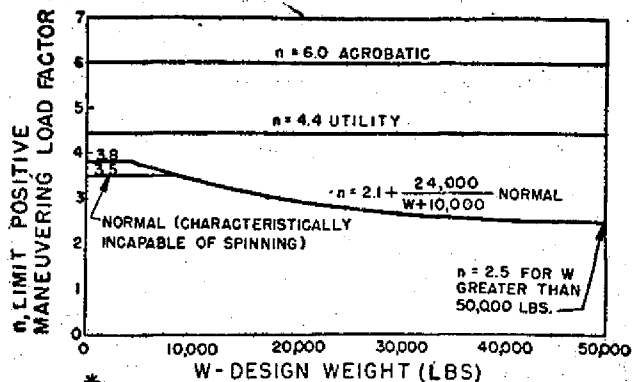 n, LIMIT POSITIVE
MANEUVERING LOAD FACTOR
7
6
5
4
3
2
1
0
n = 6.0 AGROBATIC
n = 4.4 UTILITY
3.8
3.5
n = 2.1 + 24,000 / W+10,000 NORMAL
NORMAL (CHARACTERISTICALLY
INCAPABLE OF SPINNING)
n = 2.5 FOR W
GREATER THAN
50,000 LBS.
0
10,000
20,000
30,000
40,000
50,000
W-DESIGN WEIGHT (LBS)
*